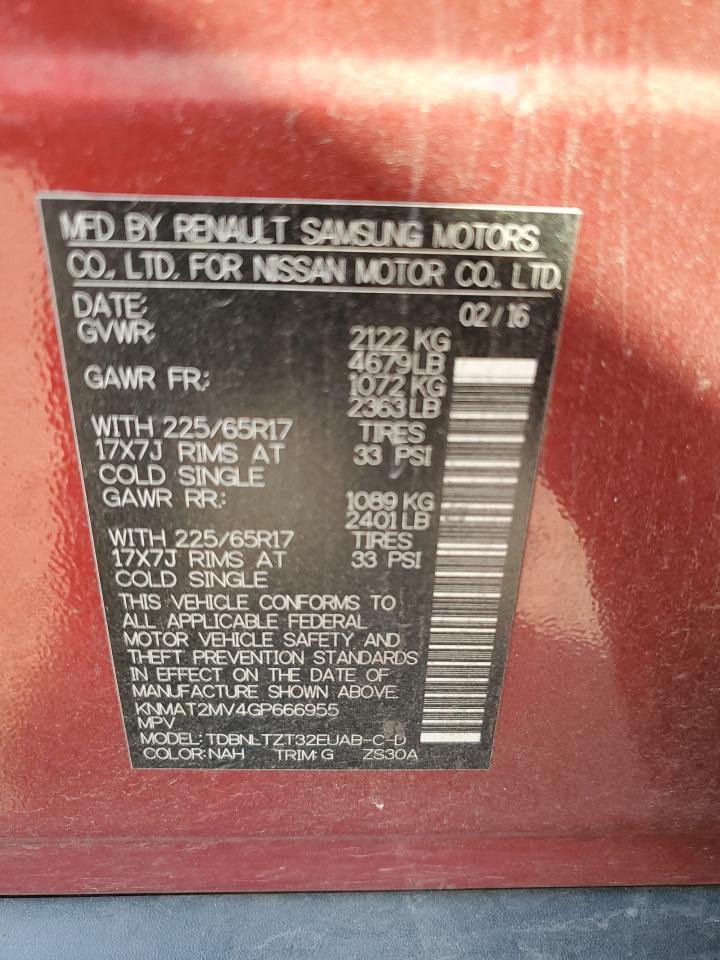 MFD BY RENAULT SAMSUNG MOTORS
CO., LTD. FOR NISSAN MOTOR CO., LTD.
DATE: 02/16
GVWR: 2122 KG
4679LB
GAWR FR: 1072 KG
2363LB
WITH 225/65R17 TIRES
17X7J RIMS AT 33 PSI
COLD SINGLE
GAWR RR: 1089 KG
2401LB
WITH 225/65R17 TIRES
17X7J RIMS AT 33 PSI
COLD SINGLE
THIS VEHICLE CONFORMS TO
ALL APPLICABLE FEDERAL
MOTOR VEHICLE SAFETY AND
THEFT PREVENTION STANDARDS
IN EFFECT ON THE DATE OF
MANUFACTURE SHOWN ABOVE.
KNMAT2MV4GP666955
MPV
MODEL: TDBNLTZT32EUAB-C-D
COLOR:NAH TRIM:G ZS30A